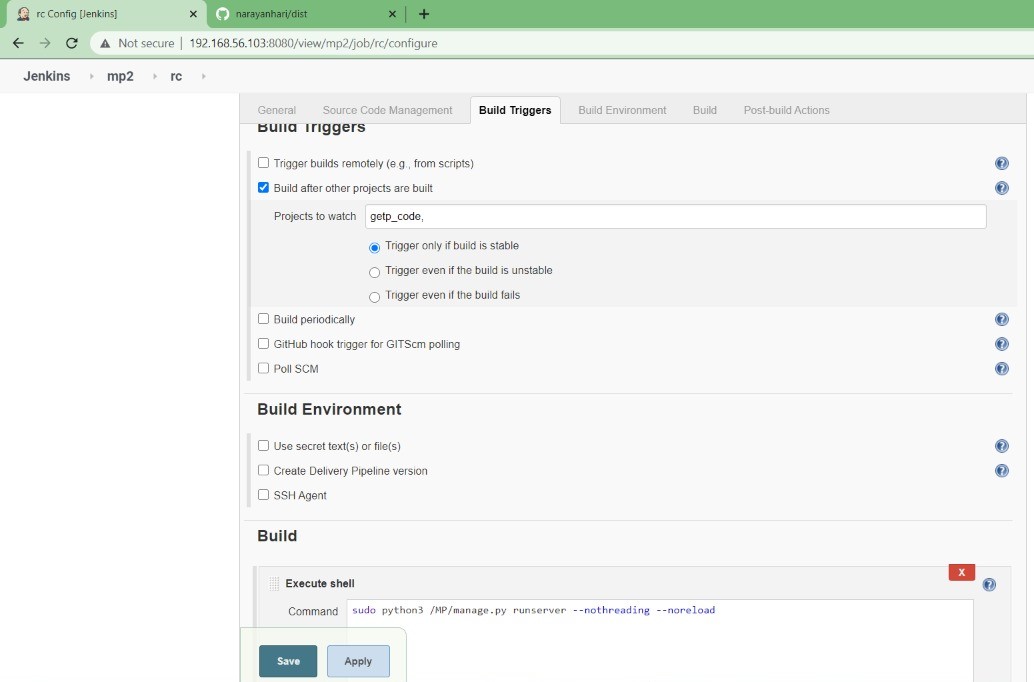 rc Config [Jenkins]
narayanhari/dist
Not secure | 192.168.56.103:8080/view/mp2/job/rc/configure
Jenkins mp2 rc
General Source Code Management Build Triggers Build Environment Build Post-build Actions
Build Triggers
Trigger builds remotely (e.g., from scripts)
Build after other projects are built
Projects to watch getp_code,
Trigger only if build is stable
Trigger even if the build is unstable
Trigger even if the build fails
Build periodically
GitHub hook trigger for GITScm polling
Poll SCM
Build Environment
Use secret text(s) or file(s)
Create Delivery Pipeline version
SSH Agent
Build
X
Execute shell
Command sudo python3 /MP/manage.py runserver --nothreading --noreload
Save Apply